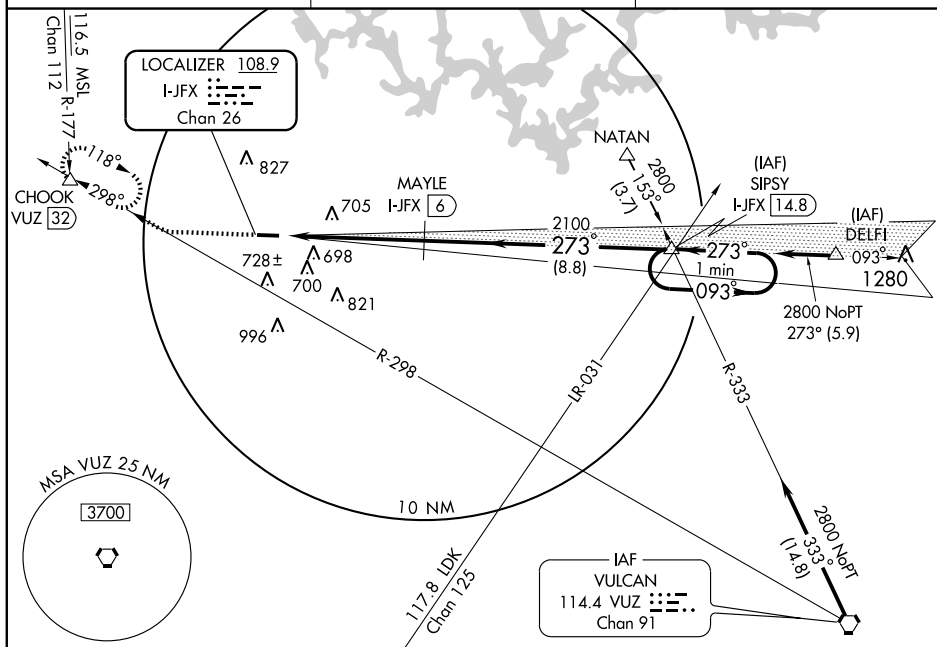 116.5 MSL
Chan 112
R-177
118°
298°
CHOOK
VUZ 32
LOCALIZER 108.9
I-JFX
Chan 26
827
705
698
700
728±
821
996
MAYLE
I-JFX 6
NATAN
2800
153°
(3.7)
(IAF)
SIPSY
I-JFX 14.8
(IAF)
DELFI
093°
1280
2100
273°
(8.8)
273°
1 min
093°
2800 NoPT
273° (5.9)
R-298
LR-031
R-333
10 NM
MSA VUZ 25 NM
3700
117.8 LDK
Chan 125
2800 NoPT
333°
(14.8)
IAF
VULCAN
114.4 VUZ
Chan 91